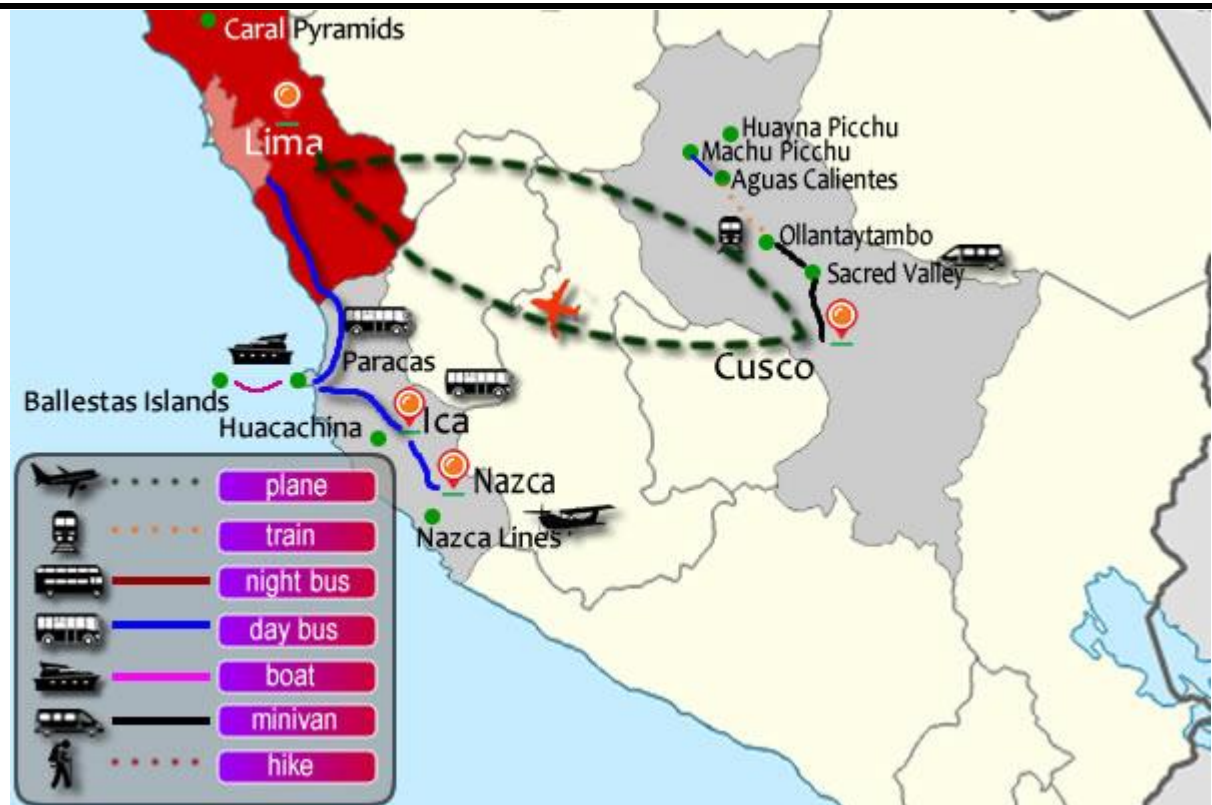 Caral Pyramids
Lima
Huayna Picchu
Machu Picchu
Aguas Calientes
Ollantaytambo
Sacred Valley
Cusco
Paracas
Ballestas Islands
Huacachina
Ica
Nazca
Nazca Lines
plane
train
night bus
day bus
boat
minivan
hike